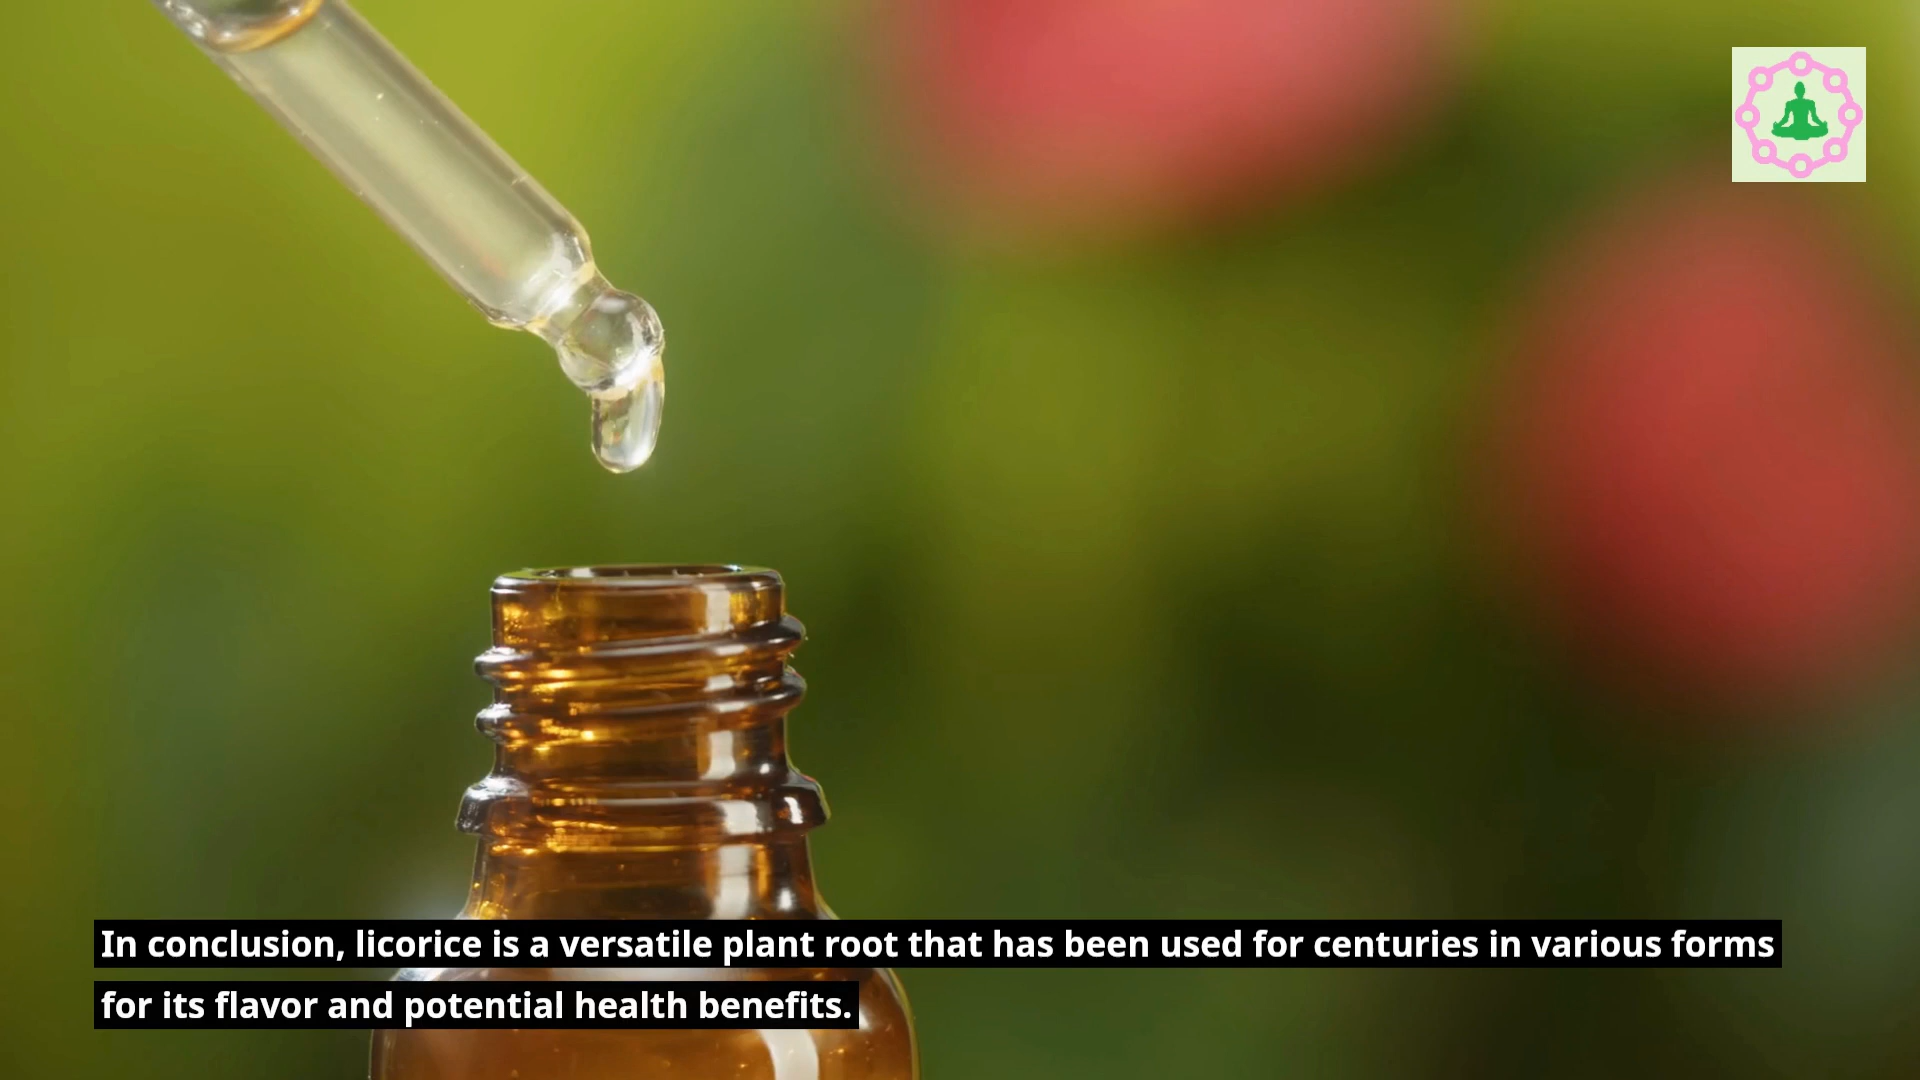 In conclusion, licorice is a versatile plant root that has been used for centuries in various forms
for its flavor and potential health benefits.